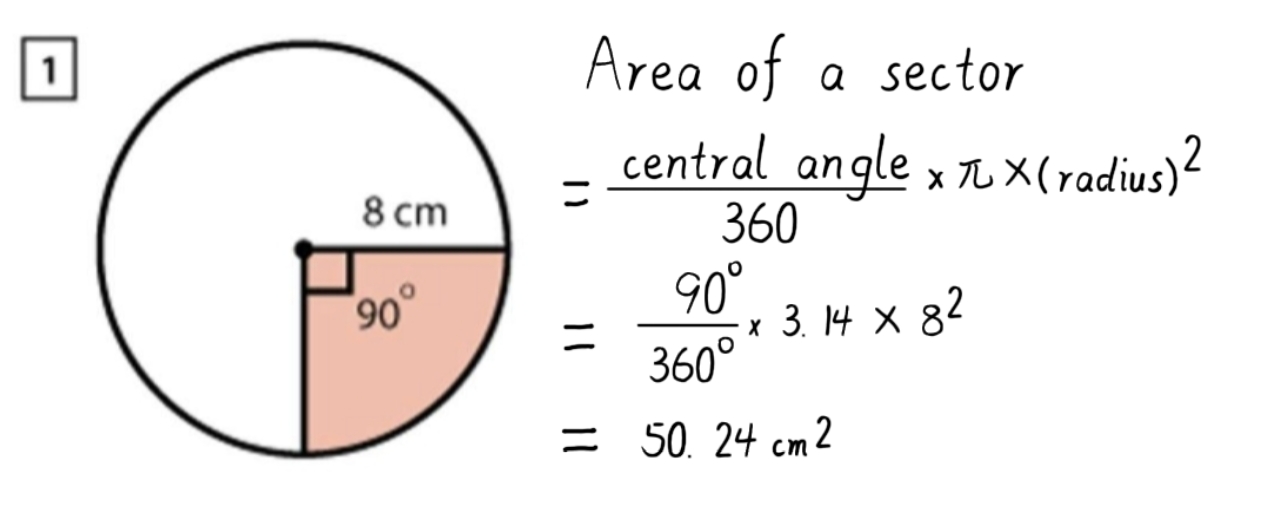 1
Area of a sector
= central angle / 360 × π × (radius)²
8 cm
90°
= 90° / 360° × 3.14 × 8²
= 50.24 cm²